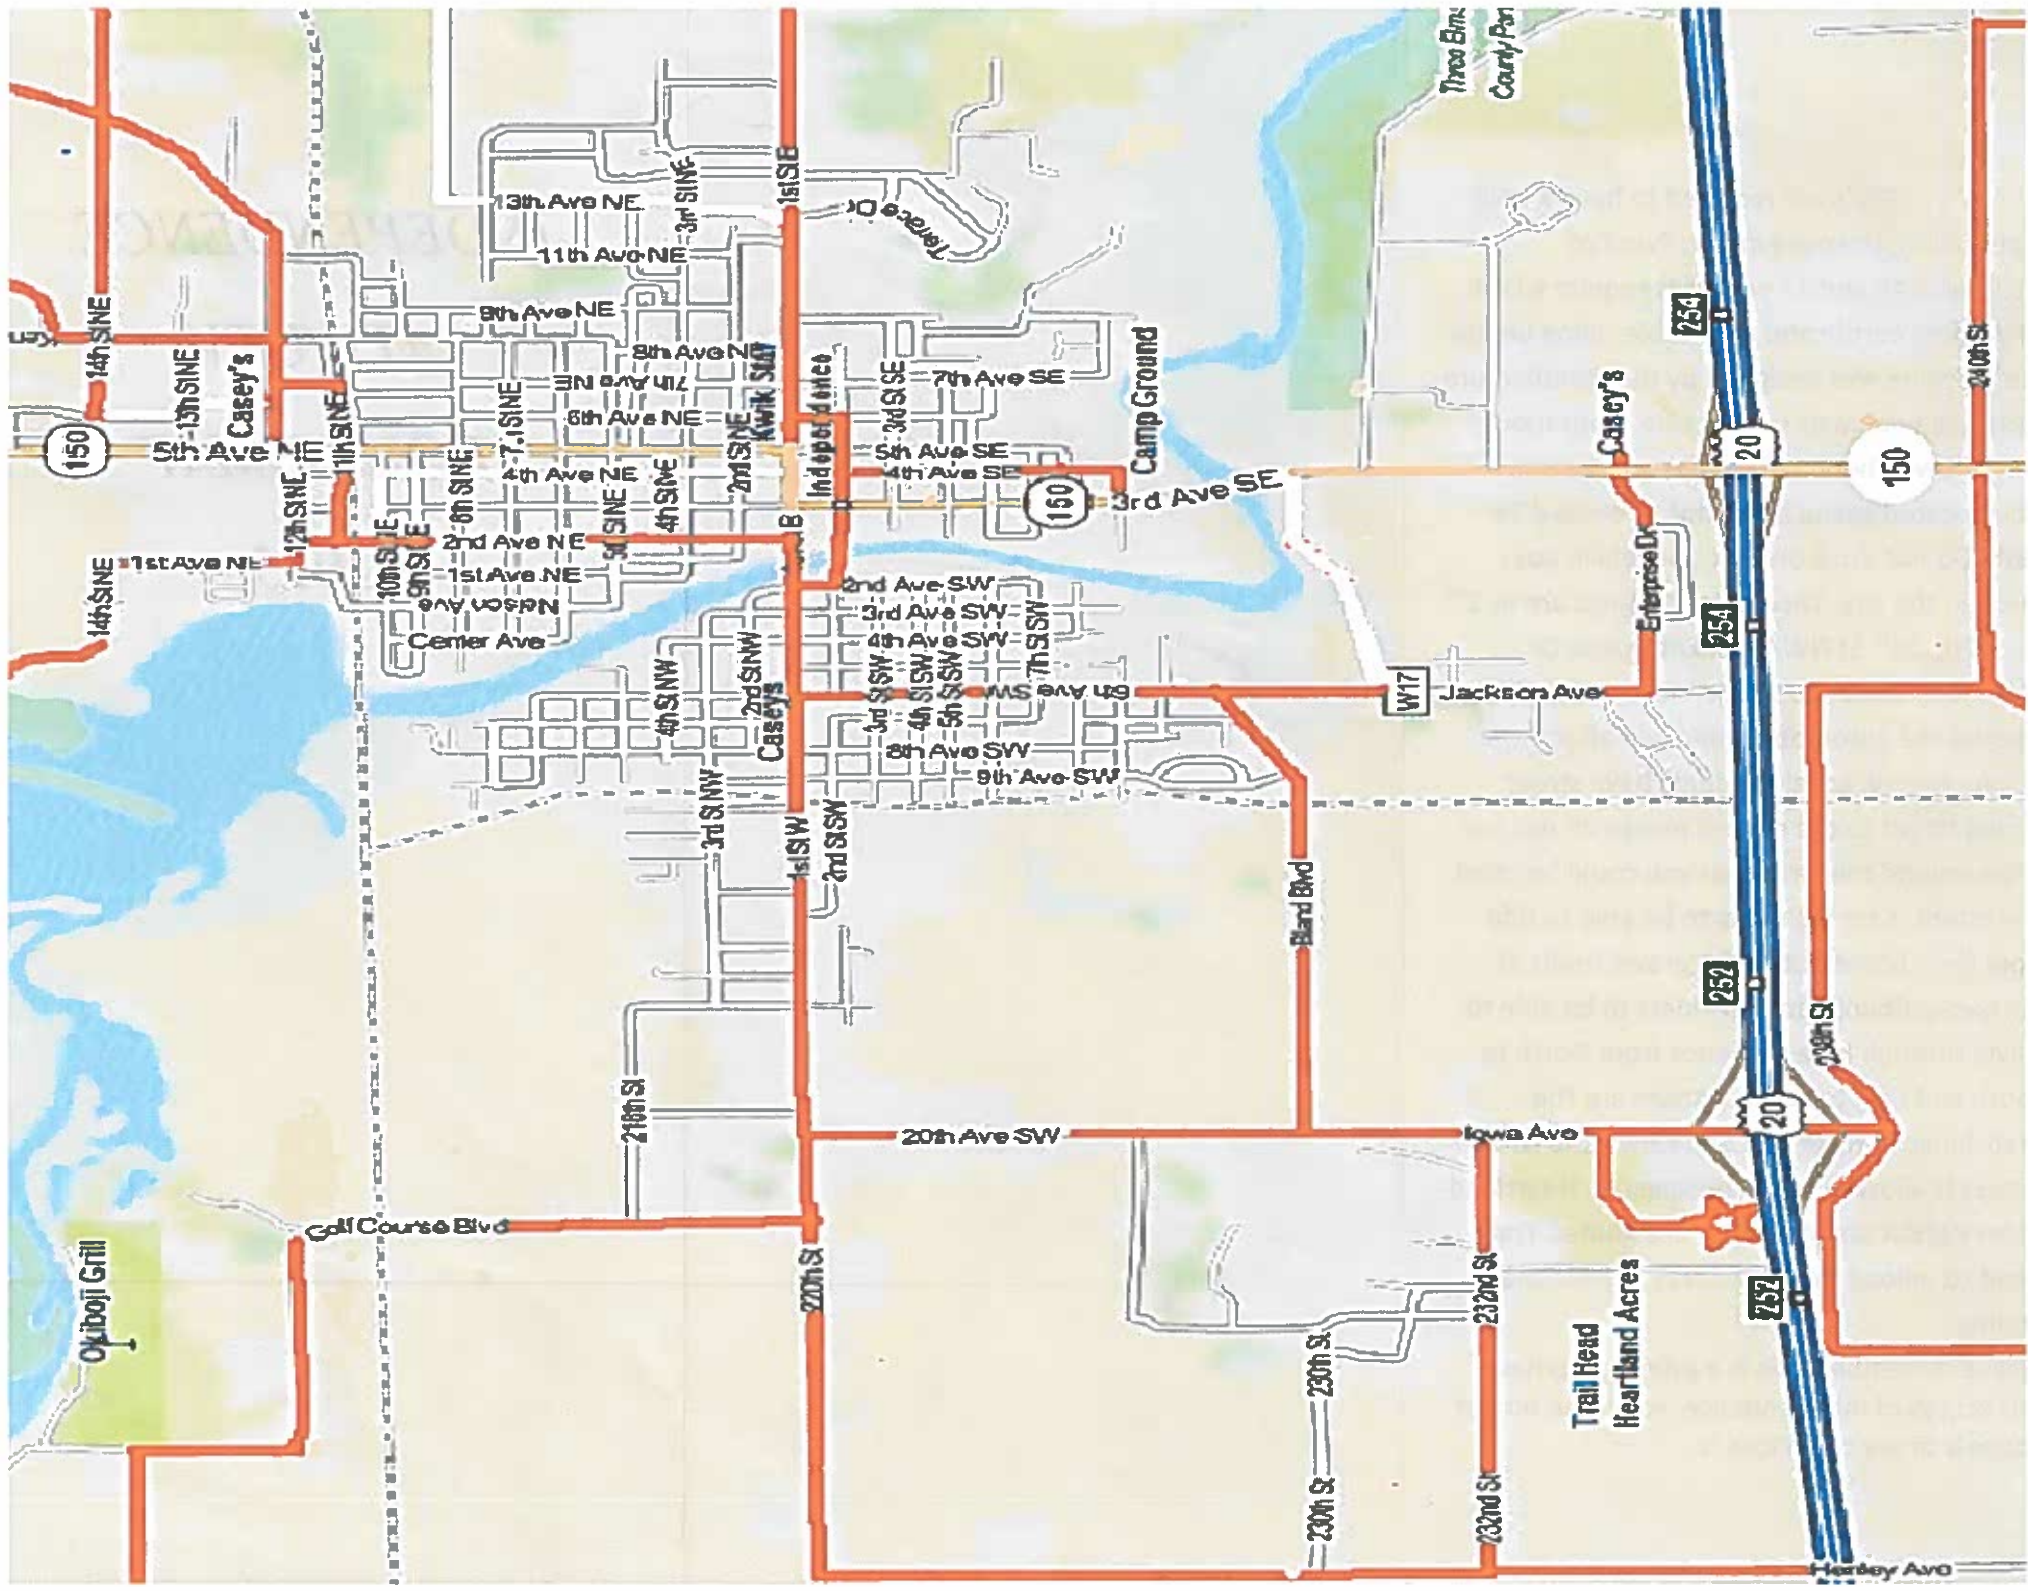 Three Elms
County Park
14th St NE
150
5th Ave NE
13th St NE
Casey's
12th St NE
11th St NE
1st Ave NE
14th St NE
10th St NE
9th St NE
8th St NE
7th St NE
2nd Ave NE
1st Ave NE
Nelson Ave
Center Ave
13th Ave NE
11th Ave NE
9th Ave NE
8th Ave NE
7th Ave NE
6th Ave NE
4th Ave NE
3rd St NE
4th St NE
2nd St NE
Kwik Star
1st St E
Terrace Dr
Independence
3rd St SE
7th Ave SE
5th Ave SE
4th Ave SE
150
3rd Ave SE
Camp Ground
2nd Ave SW
3rd Ave SW
4th Ave SW
6th Ave SW
8th Ave SW
9th Ave SW
3rd St SW
4th St SW
5th St SW
7th St SW
4th St NW
2nd St NW
Casey's
3rd St NW
1st St W
2nd St SW
W17
Jackson Ave
Enterprise Dr
Casey's
254
20
150
240th St
254
252
238th St
Bland Blvd
216th St
20th Ave SW
Iowa Ave
20
Golf Course Blvd
Okiboji Grill
220th St
232nd St
230th St
Trail Head
Heartland Acres
252
230th St
232nd St
Henley Ave